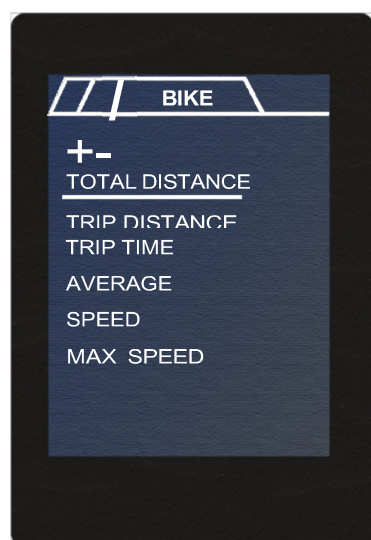 BIKE
+-
TOTAL DISTANCE
TRIP DISTANCE
TRIP TIME
AVERAGE
SPEED
MAX SPEED